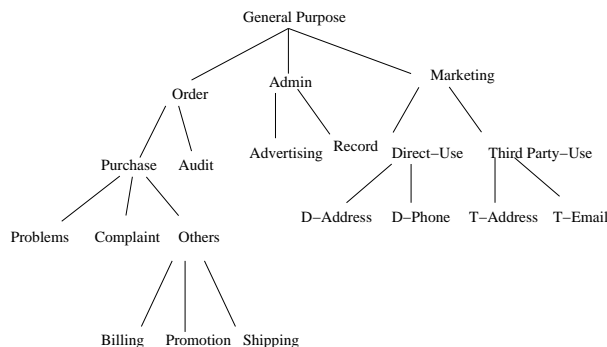 General Purpose
Marketing
Admin
Order
Record
Advertising
Direct−Use
Third Party−Use
Purchase
Audit
D−Address
D−Phone
T−Address
T−Email
Problems
Complaint
Others
Billing
Promotion
Shipping